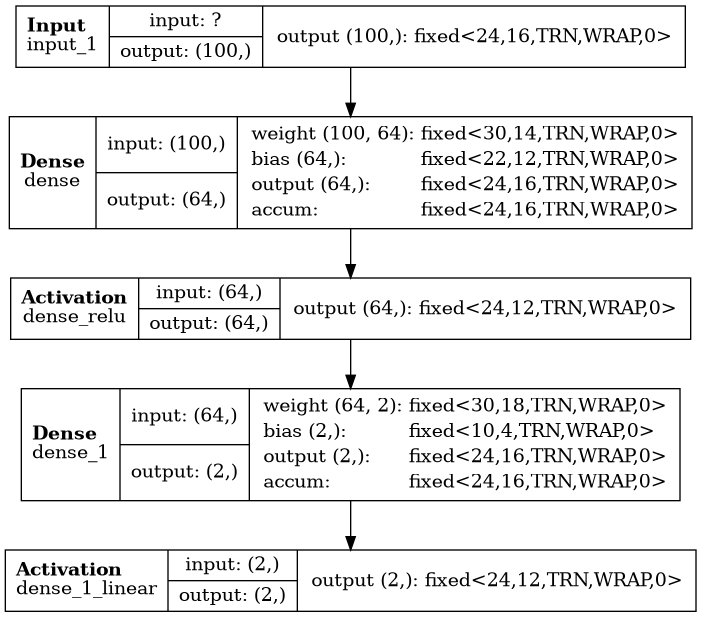 Input
input_1
input: ?
output: (100,)
output (100,): fixed<24,16,TRN,WRAP,0>
Dense
dense
input: (100,)
output: (64,)
weight (100, 64): fixed<30,14,TRN,WRAP,0>
bias (64,): fixed<22,12,TRN,WRAP,0>
output (64,): fixed<24,16,TRN,WRAP,0>
accum: fixed<24,16,TRN,WRAP,0>
Activation
dense_relu
input: (64,)
output: (64,)
output (64,): fixed<24,12,TRN,WRAP,0>
Dense
dense_1
input: (64,)
output: (2,)
weight (64, 2): fixed<30,18,TRN,WRAP,0>
bias (2,): fixed<10,4,TRN,WRAP,0>
output (2,): fixed<24,16,TRN,WRAP,0>
accum: fixed<24,16,TRN,WRAP,0>
Activation
dense_1_linear
input: (2,)
output: (2,)
output (2,): fixed<24,12,TRN,WRAP,0>